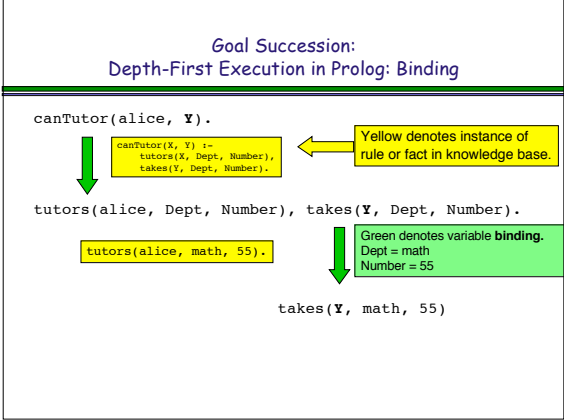 Goal Succession:
Depth-First Execution in Prolog: Binding
canTutor(alice, Y).
canTutor(X, Y) :-
tutors(X, Dept, Number),
takes(Y, Dept, Number).
Yellow denotes instance of
rule or fact in knowledge base.
tutors(alice, Dept, Number), takes(Y, Dept, Number).
tutors(alice, math, 55).
Green denotes variable binding.
Dept = math
Number = 55
takes(Y, math, 55)